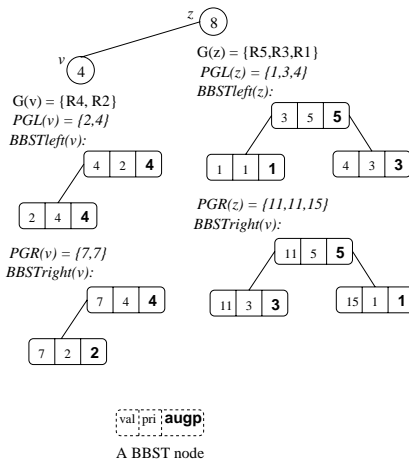 z
8
v
4
G(z) = {R5,R3,R1}
PGL(z) = {1,3,4}
BBSTleft(z):
3 5 5
1 1 1
4 3 3
G(v) = {R4, R2}
PGL(v) = {2,4}
BBSTleft(v):
4 2 4
2 4 4
PGR(z) = {11,11,15}
BBSTright(v):
11 5 5
11 3 3
15 1 1
PGR(v) = {7,7}
BBSTright(v):
7 4 4
7 2 2
val pri augp
A BBST node